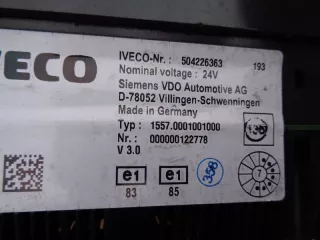 IVECO
IVECO-Nr.: 504226363 193
Nominal voltage: 24V
Siemens VDO Automotive AG
D-78052 Villingen-Schwenningen
Made in Germany
Typ : 1557.0001001000
Nr.: 000000122778
V 3.0
e1 e1
83 85
358
7